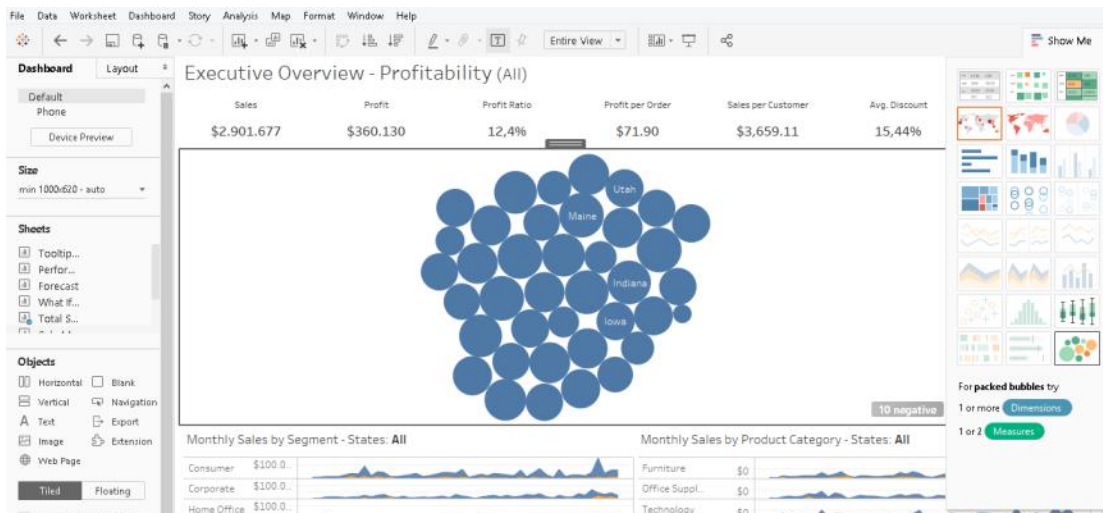 File Data Worksheet Dashboard Story Analysis Map Format Window Help
Entire View
Show Me
Dashboard Layout
Default
Phone
Device Preview
Size
min 1000x620 - auto
Sheets
Tooltip...
Perfor...
Forecast
What If...
Total S...
Objects
Horizontal Blank
Vertical Navigation
A Text Export
Image Extension
Web Page
Tiled Floating
Executive Overview - Profitability (All)
Sales Profit Profit Ratio Profit per Order Sales per Customer Avg. Discount
$2.901.677 $360.130 12,4% $71.90 $3,659.11 15,44%
Utah
Maine
Indiana
Iowa
10 negative
Monthly Sales by Segment - States: All
Consumer $100.0..
Corporate $100.0..
Home Office $100.0..
Monthly Sales by Product Category - States: All
Furniture $0
Office Suppl.. $0
Technology $0
For packed bubbles try
1 or more Dimensions
1 or 2 Measures